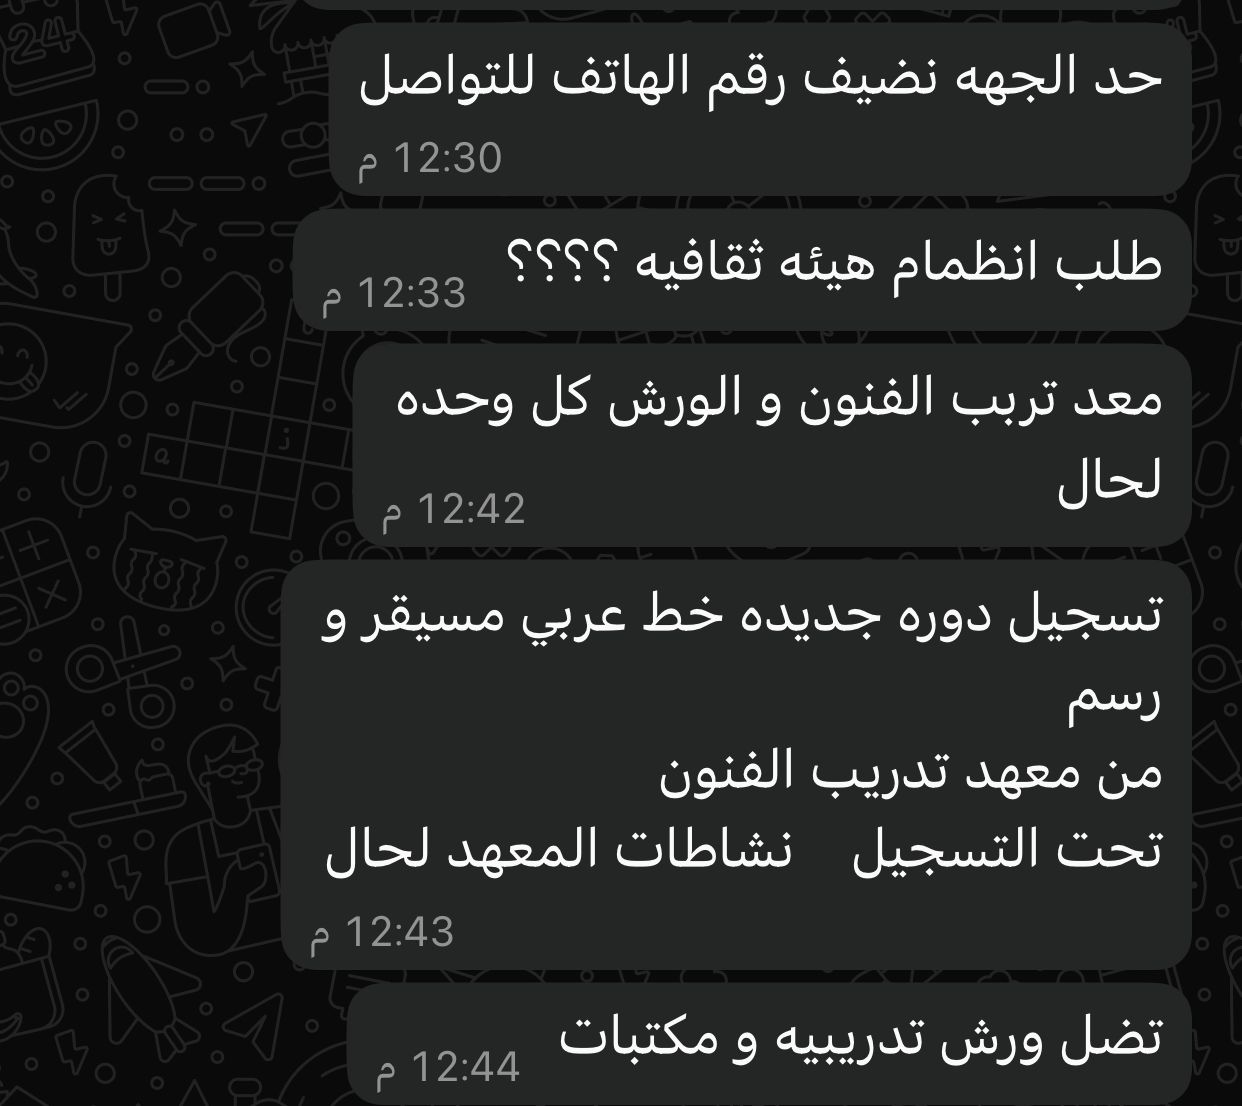 حد الجهه نضيف رقم الهاتف للتواصل
12:30 م
طلب انظمام هيئه ثقافيه ؟؟؟؟
12:33 م
معد تربب الفنون و الورش كل وحده
لحال
12:42 م
تسجيل دوره جديده خط عربي مسيقر و
رسم
من معهد تدريب الفنون
تحت التسجيل    نشاطات المعهد لحال
12:43 م
تضل ورش تدريبيه و مكتبات
12:44 م